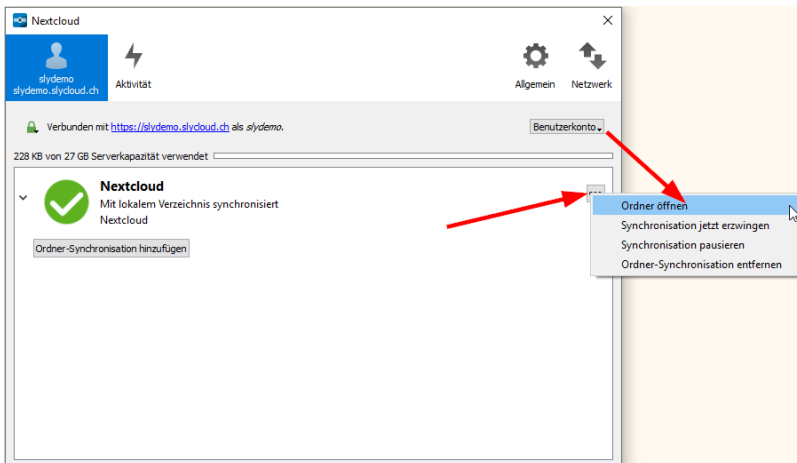 Nextcloud
slydemo
slydemo.slycloud.ch
Aktivität
Allgemein
Netzwerk
Verbunden mit https://slydemo.slycloud.ch als slydemo.
Benutzerkonto
228 KB von 27 GB Serverkapazität verwendet
Nextcloud
Mit lokalem Verzeichnis synchronisiert
Nextcloud
Ordner öffnen
Synchronisation jetzt erzwingen
Synchronisation pausieren
Ordner-Synchronisation entfernen
Ordner-Synchronisation hinzufügen